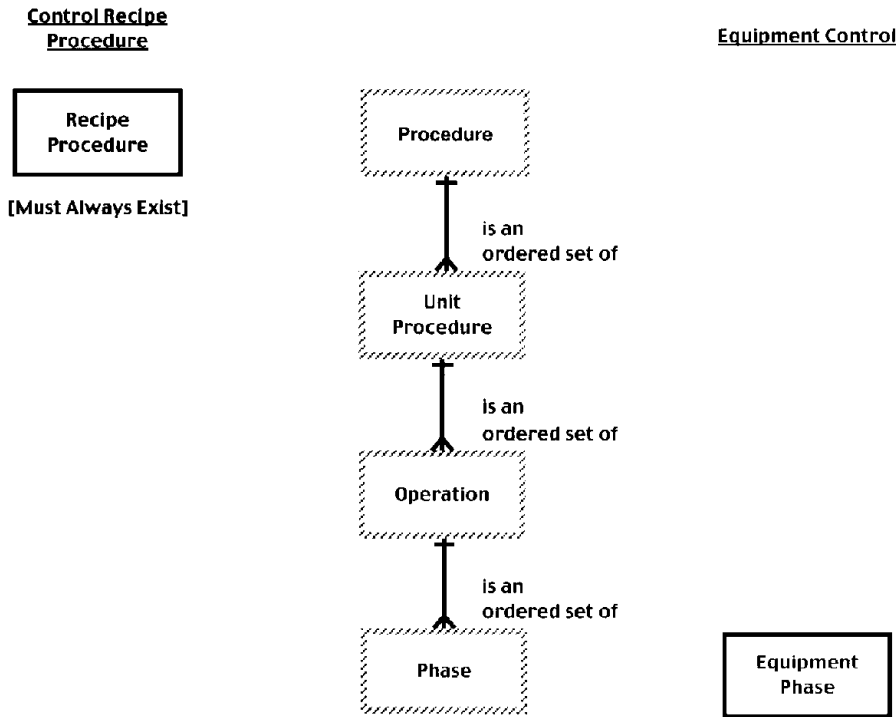 Control Recipe
Procedure
Equipment Control
Recipe
Procedure
Procedure
[Must Always Exist]
is an
ordered set of
Unit
Procedure
is an
ordered set of
Operation
is an
ordered set of
Phase
Equipment
Phase